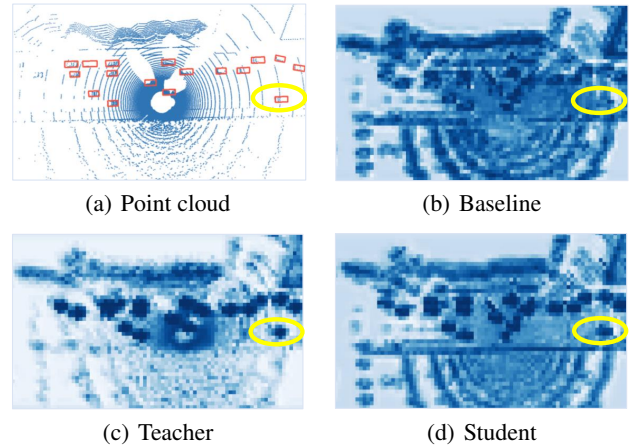 (a) Point cloud
(b) Baseline
(c) Teacher
(d) Student